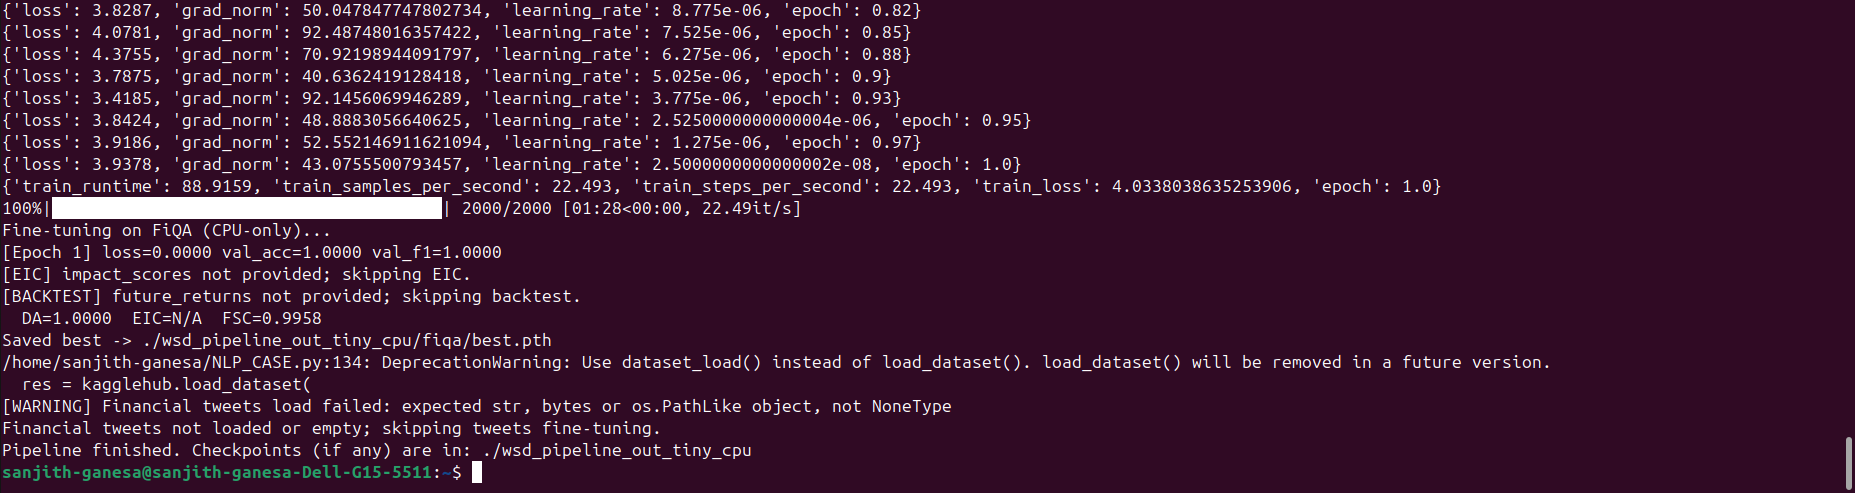 {'loss': 3.8287, 'grad_norm': 50.047847747802734, 'learning_rate': 8.775e-06, 'epoch': 0.82}
{'loss': 4.0781, 'grad_norm': 92.48748016357422, 'learning_rate': 7.525e-06, 'epoch': 0.85}
{'loss': 4.3755, 'grad_norm': 70.92198944091797, 'learning_rate': 6.275e-06, 'epoch': 0.88}
{'loss': 3.7875, 'grad_norm': 40.6362419128418, 'learning_rate': 5.025e-06, 'epoch': 0.9}
{'loss': 3.4185, 'grad_norm': 92.1456069946289, 'learning_rate': 3.775e-06, 'epoch': 0.93}
{'loss': 3.8424, 'grad_norm': 48.8883056640625, 'learning_rate': 2.5250000000000004e-06, 'epoch': 0.95}
{'loss': 3.9186, 'grad_norm': 52.552146911621094, 'learning_rate': 1.275e-06, 'epoch': 0.97}
{'loss': 3.9378, 'grad_norm': 43.0755500793457, 'learning_rate': 2.5000000000000002e-08, 'epoch': 1.0}
{'train_runtime': 88.9159, 'train_samples_per_second': 22.493, 'train_steps_per_second': 22.493, 'train_loss': 4.0338038635253906, 'epoch': 1.0}
100%|███████████████████████████████████████| 2000/2000 [01:28<00:00, 22.49it/s]
Fine-tuning on FiQA (CPU-only)...
[Epoch 1] loss=0.0000 val_acc=1.0000 val_f1=1.0000
[EIC] impact_scores not provided; skipping EIC.
[BACKTEST] future_returns not provided; skipping backtest.
  DA=1.0000  EIC=N/A  FSC=0.9958
Saved best -> ./wsd_pipeline_out_tiny_cpu/fiqa/best.pth
/home/sanjith-ganesa/NLP_CASE.py:134: DeprecationWarning: Use dataset_load() instead of load_dataset(). load_dataset() will be removed in a future version.
  res = kagglehub.load_dataset(
[WARNING] Financial tweets load failed: expected str, bytes or os.PathLike object, not NoneType
Financial tweets not loaded or empty; skipping tweets fine-tuning.
Pipeline finished. Checkpoints (if any) are in: ./wsd_pipeline_out_tiny_cpu
sanjith-ganesa@sanjith-ganesa-Dell-G15-5511:~$